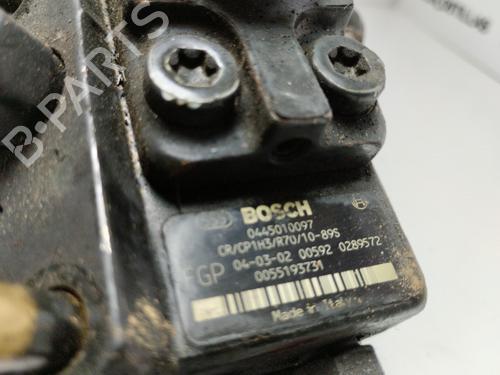 B-PARTS
BOSCH
0445010097
CR/CP1H3/R70/10-89S
FGP 04-03-02 00592 0289572
0055193731
Made in Italy